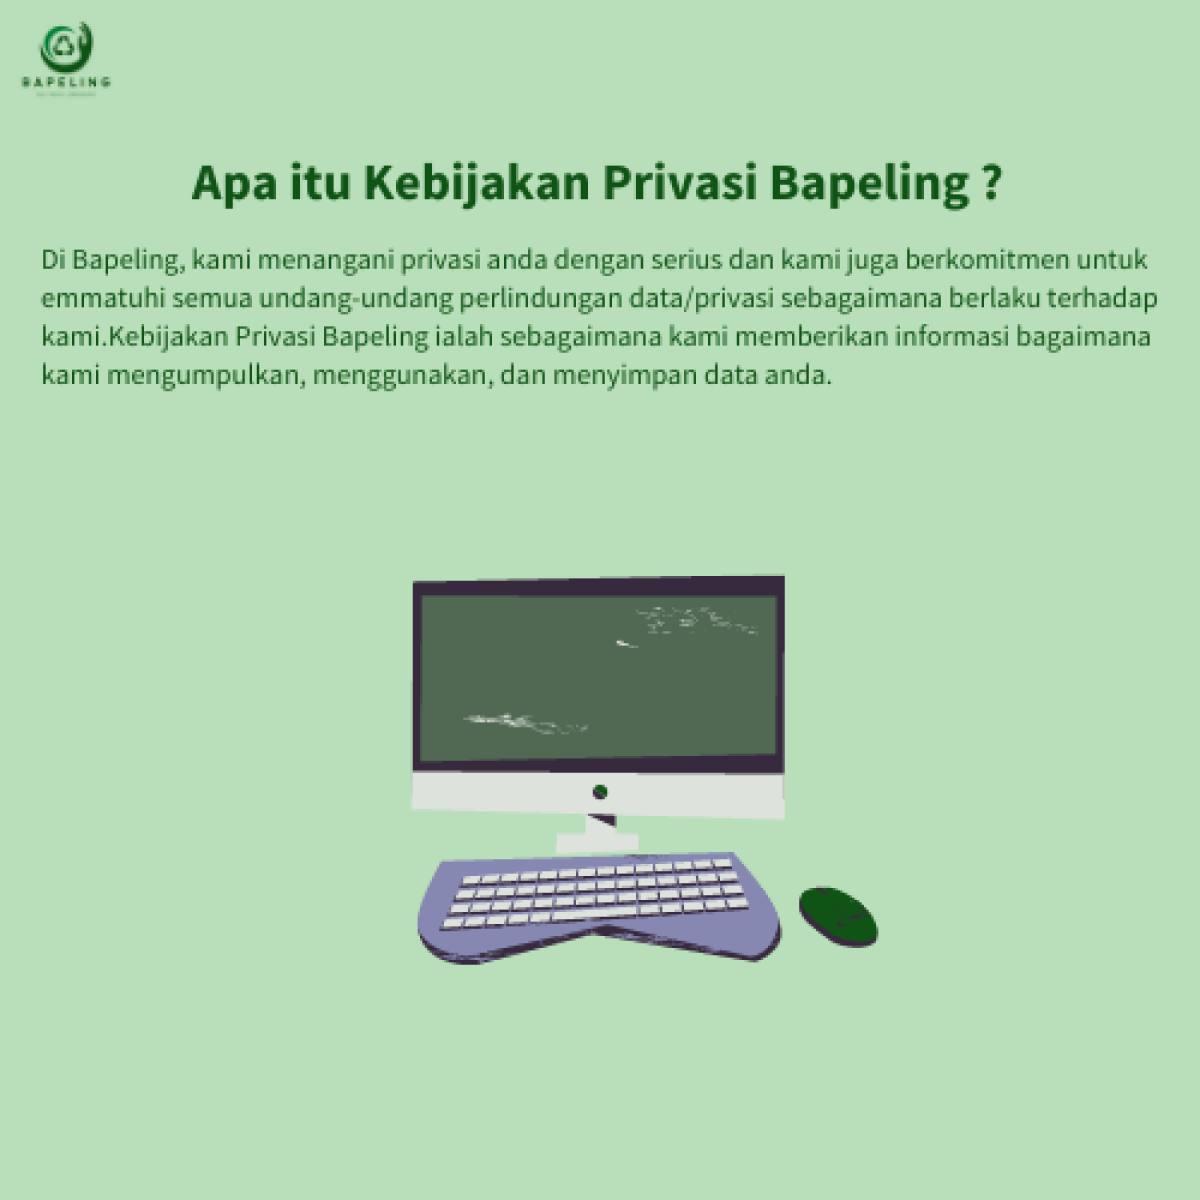 BAPELING
Apa itu Kebijakan Privasi Bapeling ?
Di Bapeling, kami menangani privasi anda dengan serius dan kami juga berkomitmen untuk
emmatuhi semua undang-undang perlindungan data/privasi sebagaimana berlaku terhadap
kami.Kebijakan Privasi Bapeling ialah sebagaimana kami memberikan informasi bagaimana
kami mengumpulkan, menggunakan, dan menyimpan data anda.